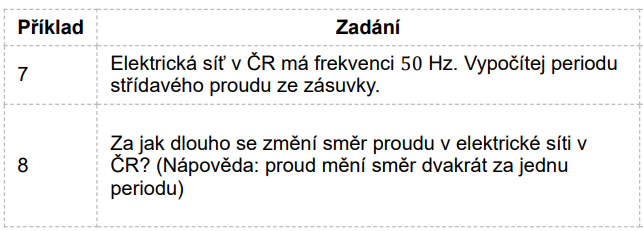 Příklad Zadání
7 Elektrická síť v ČR má frekvenci 50 Hz. Vypočítej periodu
střídavého proudu ze zásuvky.
Za jak dlouho se změní směr proudu v elektrické síti v
8 ČR? (Nápověda: proud mění směr dvakrát za jednu
periodu)